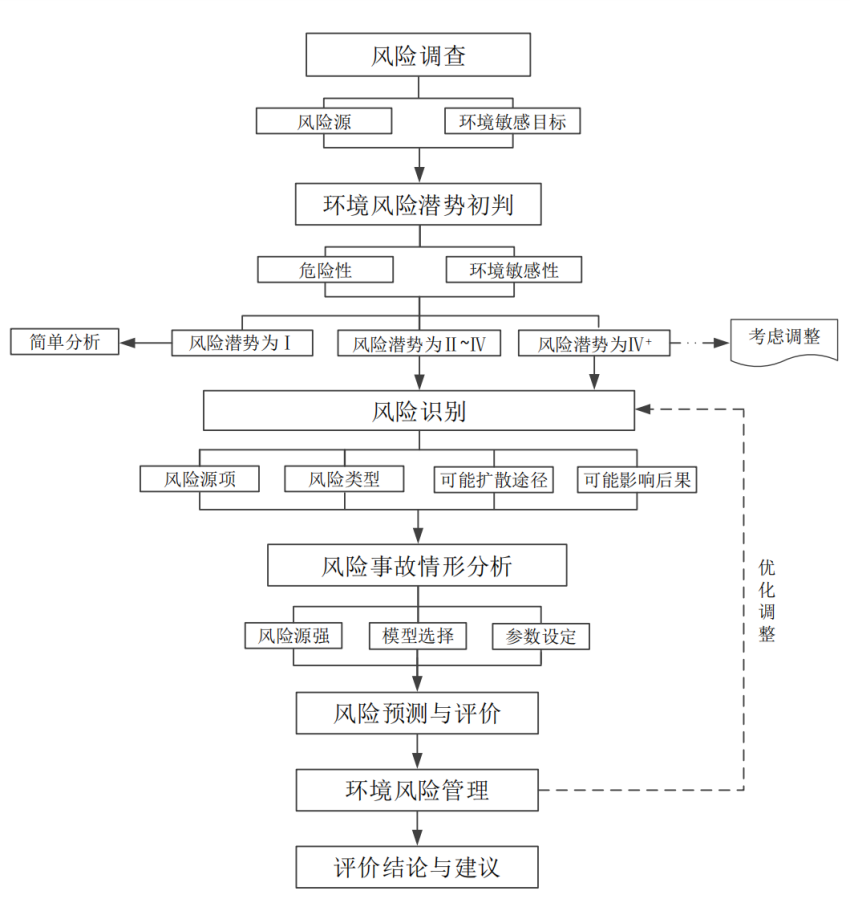 风险调查
风险源
环境敏感目标
环境风险潜势初判
危险性
环境敏感性
简单分析
风险潜势为Ⅰ
风险潜势为Ⅱ~Ⅳ
风险潜势为Ⅳ⁺
考虑调整
风险识别
风险源项
风险类型
可能扩散途径
可能影响后果
风险事故情形分析
优化调整
风险源强
模型选择
参数设定
风险预测与评价
环境风险管理
评价结论与建议